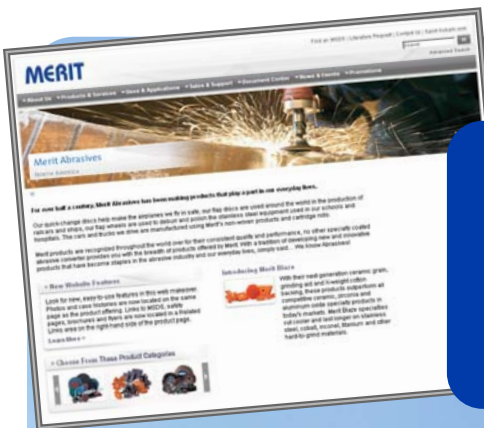 MERIT
Find an MSDS | Literature Request | Contact Us |
Advanced Search
About Us Products & Services Uses & Applications Sales & Support Document Center News & Events Promotions
Merit Abrasives
For over half a century, Merit Abrasives has been making products that play a part in our everyday lives.
Our quick-change discs help make the airplanes we fly in safe, our flap discs are used around the world in the production of
railcars and ships, our flap wheels are used to deburr and polish the stainless steel equipment used in our schools and
hospitals. The cars and trucks we drive are manufactured using Merit's non-woven products and cartridge rolls.
Merit products are recognized throughout the world over for their consistent quality and performance, no other specialty coated
abrasive converter provides you with the breadth of products offered by Merit. With a tradition of developing new and innovative
products that have become staples in the abrasive industry and our everyday lives, simply said... We know Abrasives!
New Website Features
Look for new, easy-to-use features in this web makeover.
Photos and case histories are now located on the same
page as the product offering. Links to MSDS, safety
pages, brochures and flyers are now located in a Related
Links area on the right-hand side of the product page.
Learn More
Introducing Merit Blaze
With their next generation ceramic grain,
grinding aid and X-weight cotton
backing, these products outperform all
competitive ceramic, zirconia and
aluminum oxide specialty products in
today's markets. Merit Blaze specialties
run cooler and last longer on stainless
steel, cobalt, inconel, titanium and other
hard-to-grind materials.
Choose From These Product Categories